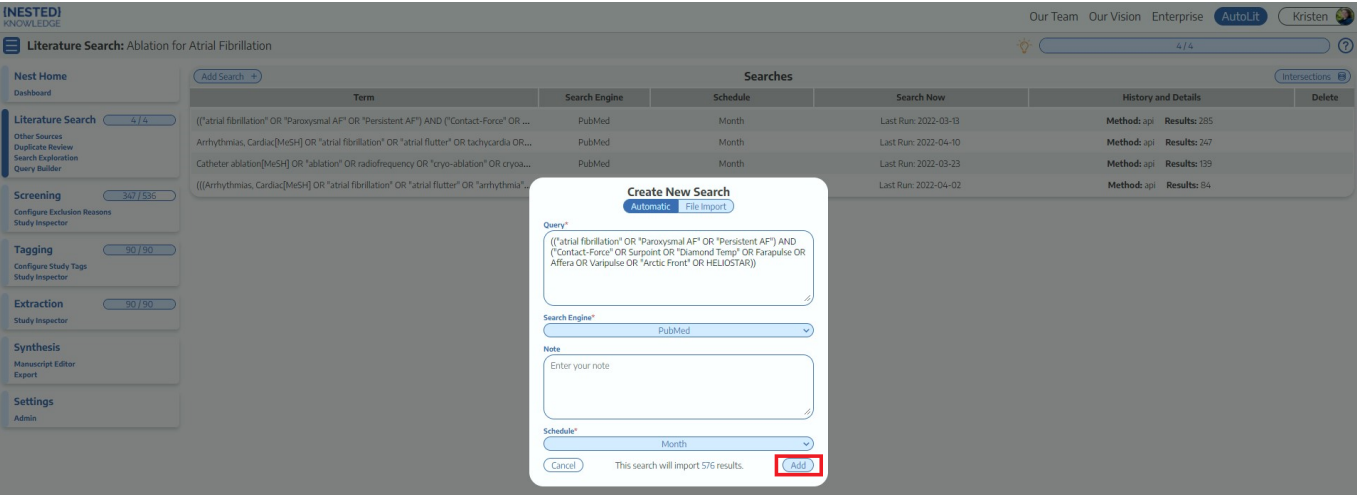 {NESTED}
KNOWLEDGE
Our Team Our Vision Enterprise AutoLit Kristen
Literature Search: Ablation for Atrial Fibrillation
4/4
?
Nest Home
Dashboard
Literature Search 4/4
Other Sources
Duplicate Review
Search Exploration
Query Builder
Screening 347/536
Configure Exclusion Reasons
Study Inspector
Tagging 90/90
Configure Study Tags
Study Inspector
Extraction 90/90
Study Inspector
Synthesis
Manuscript Editor
Export
Settings
Admin
Add Search +
Searches
Intersections
Term Search Engine Schedule Search Now History and Details Delete
(("atrial fibrillation" OR "Paroxysmal AF" OR "Persistent AF") AND ("Contact-Force" OR ... PubMed Month Last Run: 2022-03-13 Method: api Results: 285
Arrhythmias, Cardiac[MeSH] OR "atrial fibrillation" OR "atrial flutter" OR tachycardia OR... PubMed Month Last Run: 2022-04-10 Method: api Results: 247
Catheter ablation[MeSH] OR "ablation" OR radiofrequency OR "cryo-ablation" OR cryoa... PubMed Month Last Run: 2022-03-23 Method: api Results: 139
(((Arrhythmias, Cardiac[MeSH] OR "atrial fibrillation" OR "atrial flutter" OR "arrhythmia"... Last Run: 2022-04-02 Method: api Results: 84
Create New Search
Automatic File Import
Query*
(("atrial fibrillation" OR "Paroxysmal AF" OR "Persistent AF") AND
("Contact-Force" OR Surpoint OR "Diamond Temp" OR Farapulse OR
Affera OR Varipulse OR "Arctic Front" OR HELIOSTAR))
Search Engine*
PubMed
Note
Enter your note
Schedule*
Month
Cancel This search will import 576 results. Add